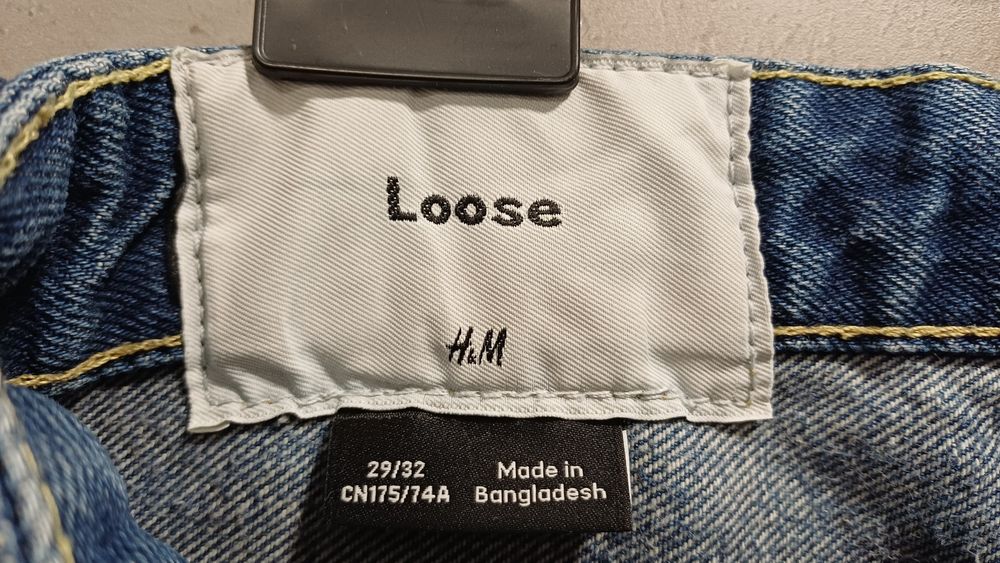 Loose
H&M
29/32
CN175/74A
Made in
Bangladesh